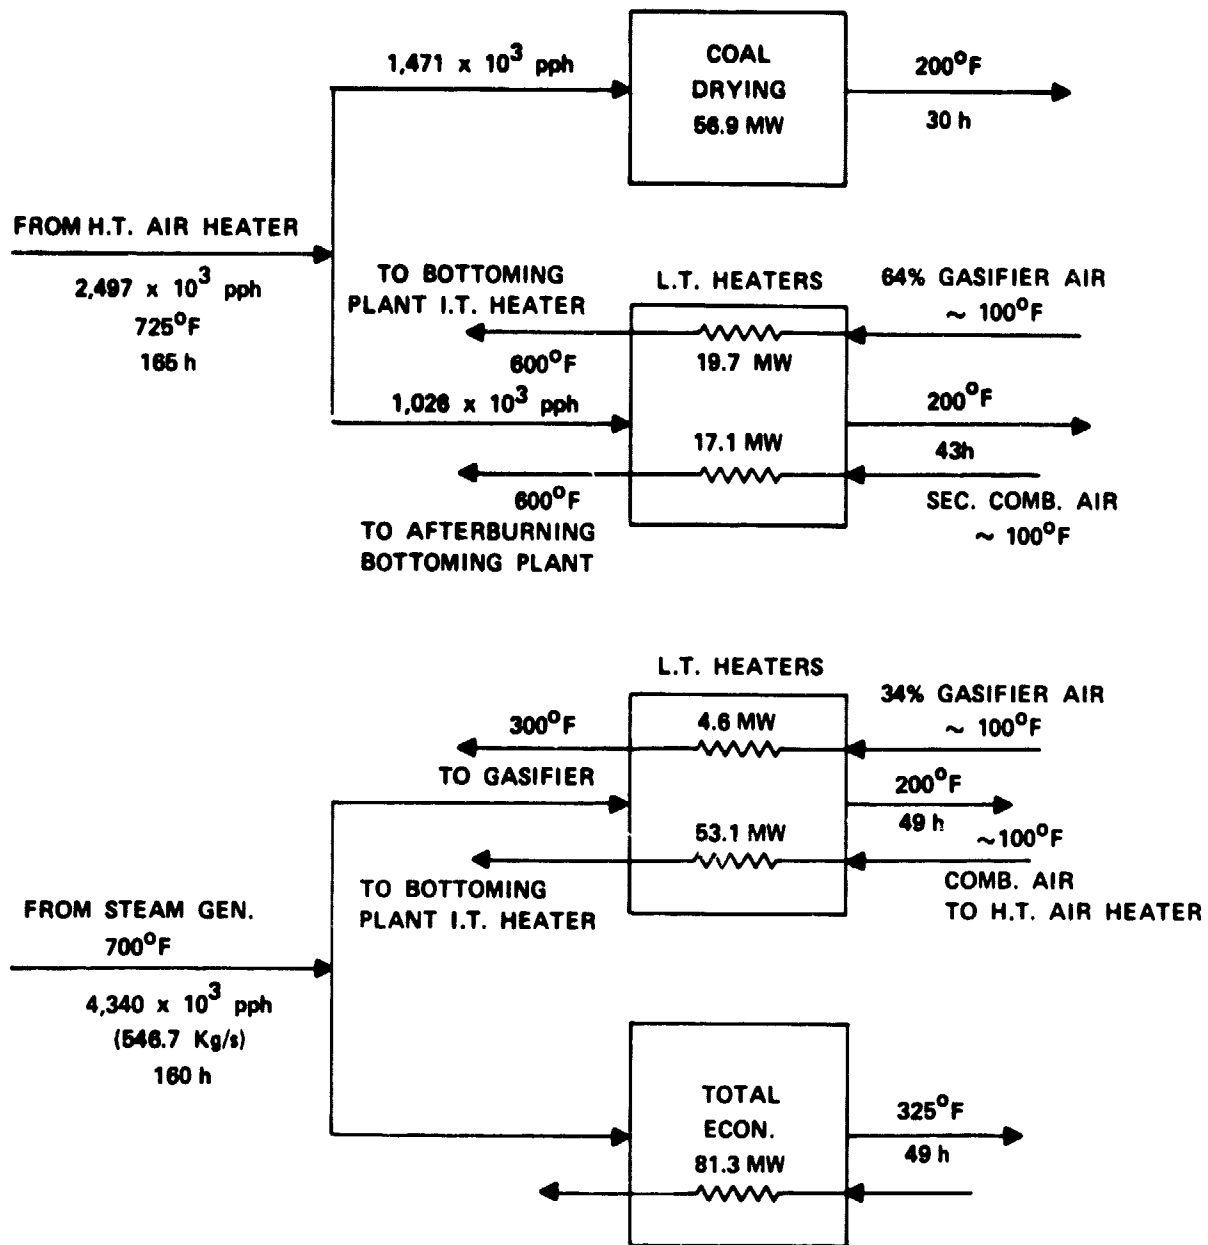 1,471 x 10³ pph
COAL
DRYING
56.9 MW
200°F
30 h
FROM H.T. AIR HEATER
2,497 x 10³ pph
725°F
165 h
TO BOTTOMING
PLANT I.T. HEATER
600°F
L.T. HEATERS
19.7 MW
64% GASIFIER AIR
~ 100°F
1,026 x 10³ pph
200°F
43h
17.1 MW
600°F
TO AFTERBURNING
BOTTOMING PLANT
SEC. COMB. AIR
~ 100°F
L.T. HEATERS
300°F
4.6 MW
34% GASIFIER AIR
~ 100°F
TO GASIFIER
200°F
49 h
53.1 MW
~100°F
TO BOTTOMING
PLANT I.T. HEATER
COMB. AIR
TO H.T. AIR HEATER
FROM STEAM GEN.
700°F
4,340 x 10³ pph
(546.7 Kg/s)
160 h
TOTAL
ECON.
81.3 MW
325°F
49 h